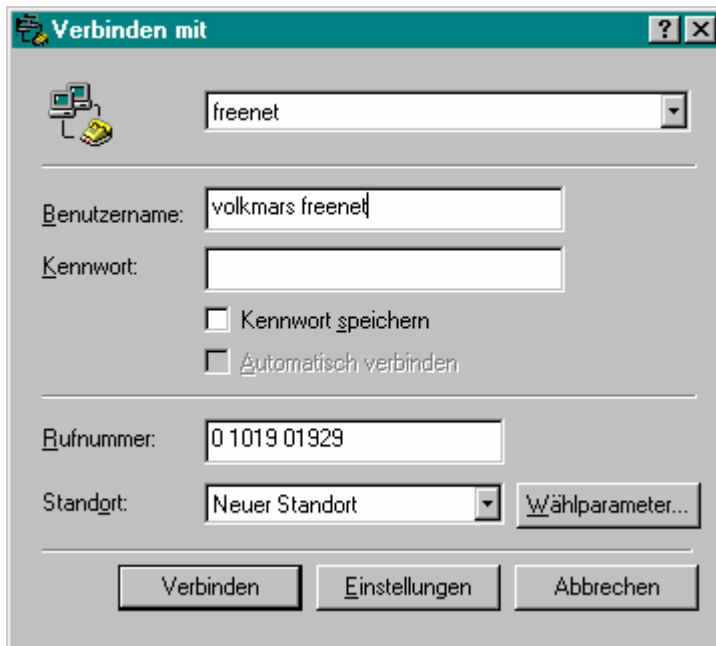 Verbinden mit
freenet
Benutzername: volkmars freenet
Kennwort:
Kennwort speichern
Automatisch verbinden
Rufnummer: 0 1019 01929
Standort: Neuer Standort Wählparameter...
Verbinden Einstellungen Abbrechen